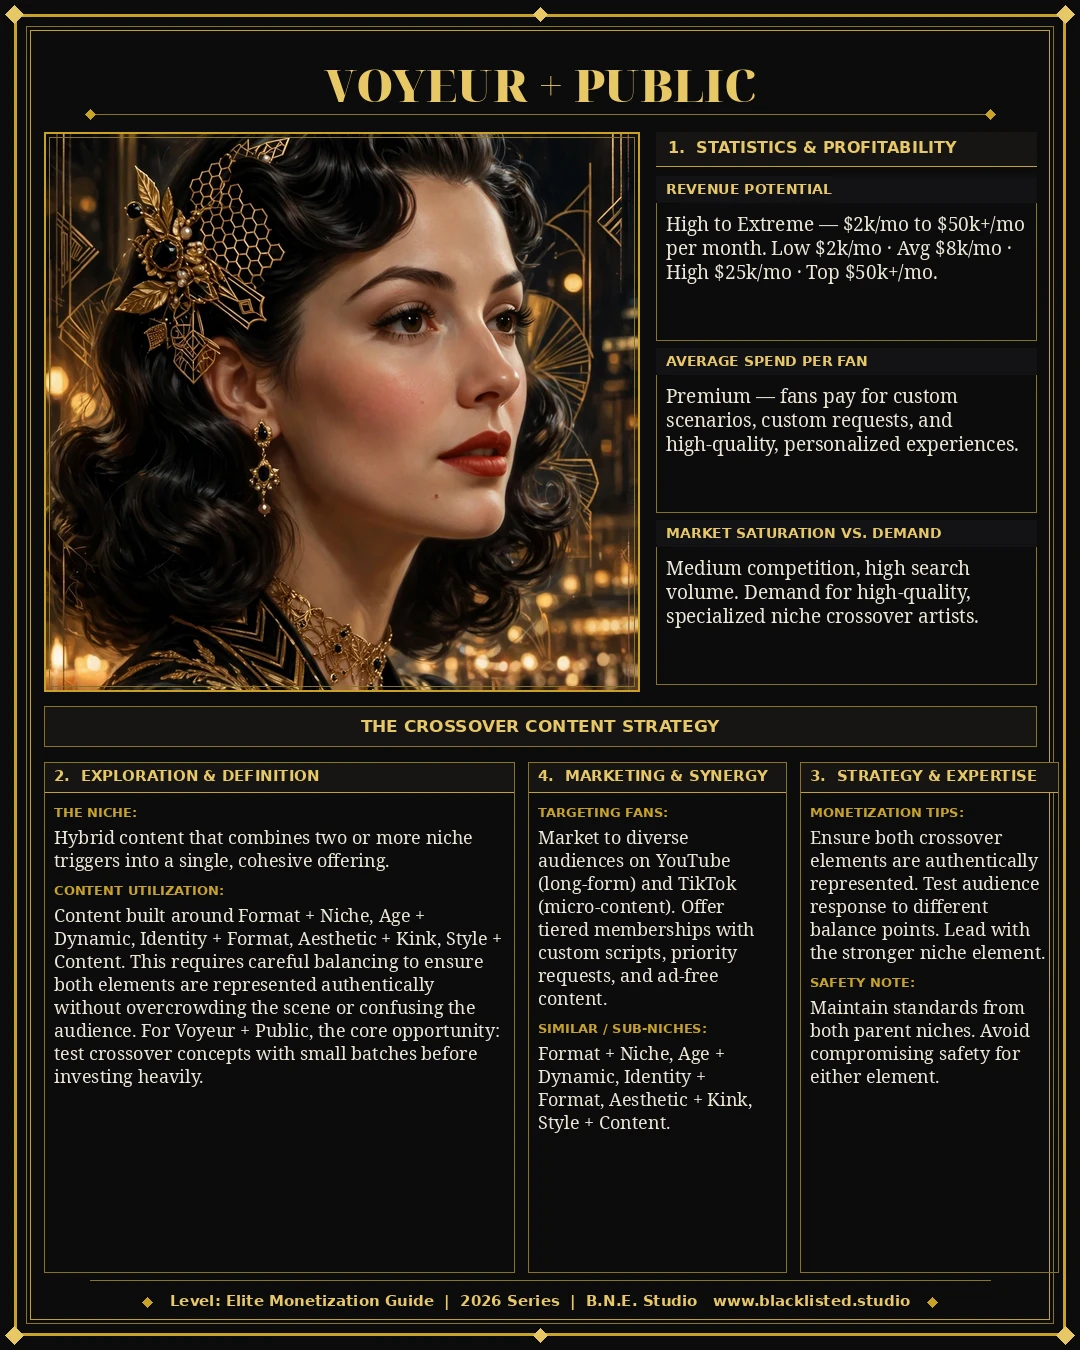 VOYEUR + PUBLIC
1. STATISTICS & PROFITABILITY
REVENUE POTENTIAL
High to Extreme — $2k/mo to $50k+/mo
per month. Low $2k/mo · Avg $8k/mo ·
High $25k/mo · Top $50k+/mo.
AVERAGE SPEND PER FAN
Premium — fans pay for custom
scenarios, custom requests, and
high-quality, personalized experiences.
MARKET SATURATION VS. DEMAND
Medium competition, high search
volume. Demand for high-quality,
specialized niche crossover artists.
THE CROSSOVER CONTENT STRATEGY
2. EXPLORATION & DEFINITION
THE NICHE:
Hybrid content that combines two or more niche
triggers into a single, cohesive offering.
CONTENT UTILIZATION:
Content built around Format + Niche, Age +
Dynamic, Identity + Format, Aesthetic + Kink, Style +
Content. This requires careful balancing to ensure
both elements are represented authentically
without overcrowding the scene or confusing the
audience. For Voyeur + Public, the core opportunity:
test crossover concepts with small batches before
investing heavily.
4. MARKETING & SYNERGY
TARGETING FANS:
Market to diverse
audiences on YouTube
(long-form) and TikTok
(micro-content). Offer
tiered memberships with
custom scripts, priority
requests, and ad-free
content.
SIMILAR / SUB-NICHES:
Format + Niche, Age +
Dynamic, Identity +
Format, Aesthetic + Kink,
Style + Content.
3. STRATEGY & EXPERTISE
MONETIZATION TIPS:
Ensure both crossover
elements are authentically
represented. Test audience
response to different
balance points. Lead with
the stronger niche element.
SAFETY NOTE:
Maintain standards from
both parent niches. Avoid
compromising safety for
either element.
Level: Elite Monetization Guide | 2026 Series | B.N.E. Studio www.blacklisted.studio